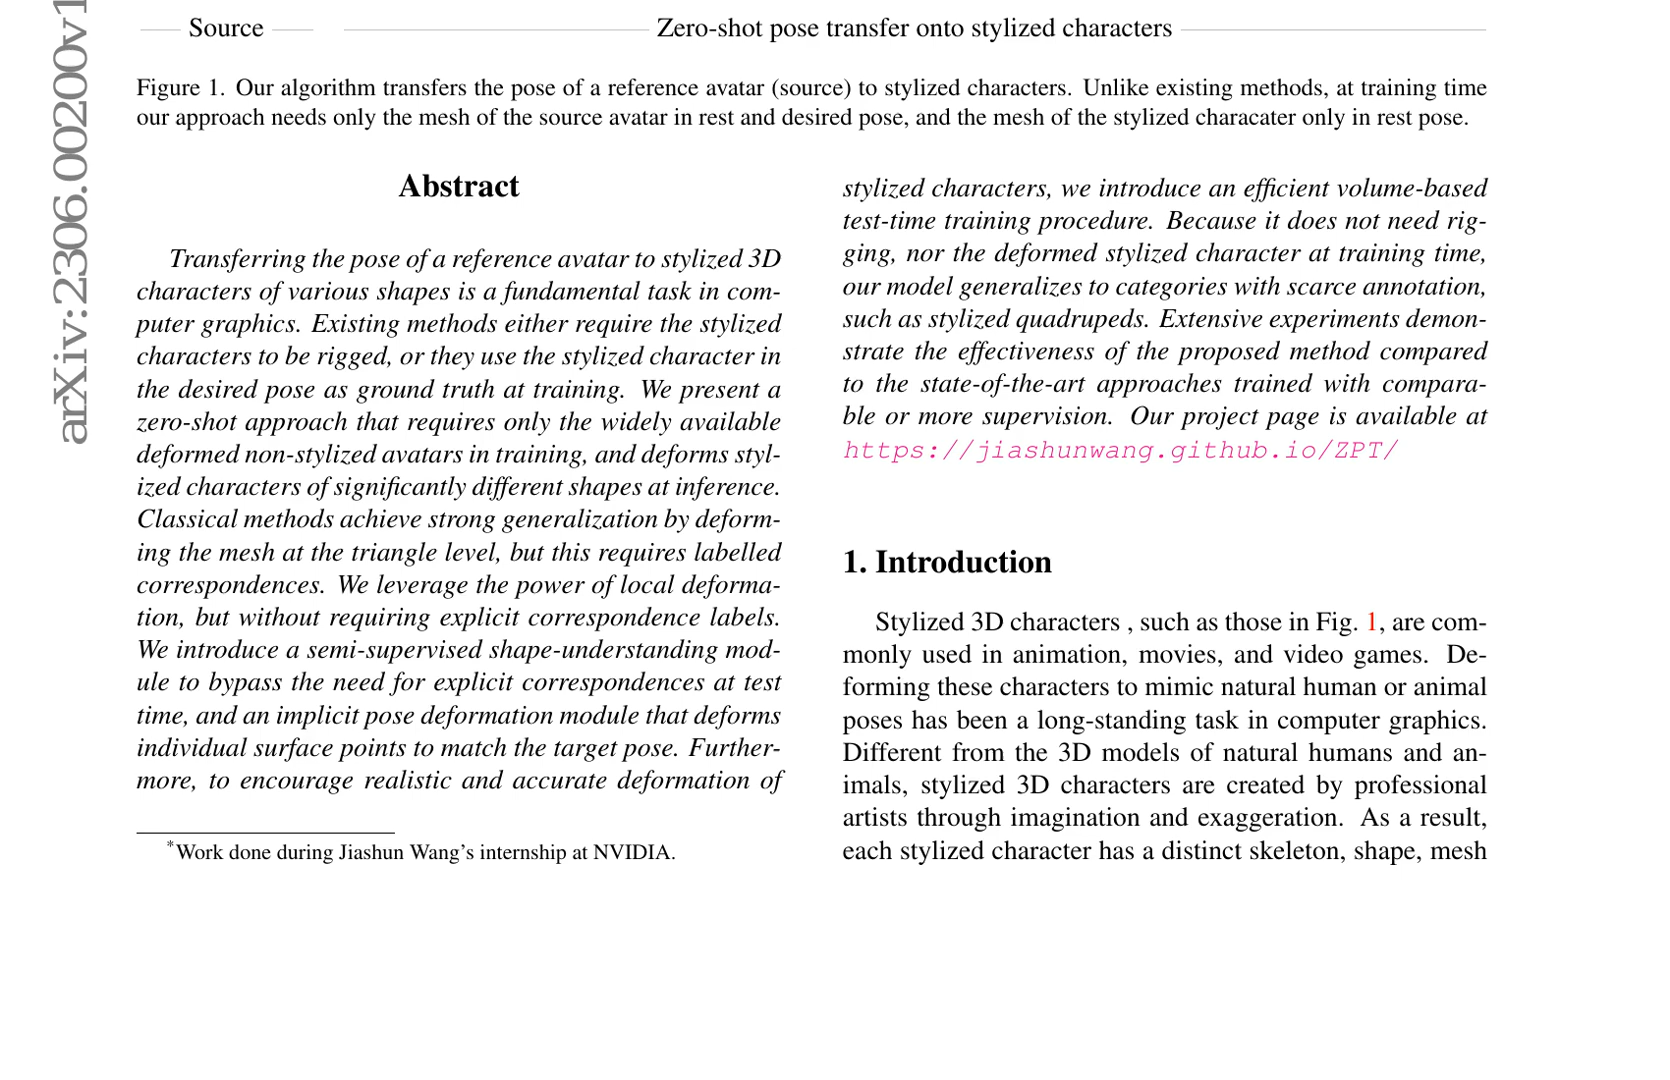 arXiv:2306.00200v1
Source
Zero-shot pose transfer onto stylized characters
Figure 1. Our algorithm transfers the pose of a reference avatar (source) to stylized characters. Unlike existing methods, at training time
our approach needs only the mesh of the source avatar in rest and desired pose, and the mesh of the stylized characater only in rest pose.
Abstract
Transferring the pose of a reference avatar to stylized 3D
characters of various shapes is a fundamental task in com-
puter graphics. Existing methods either require the stylized
characters to be rigged, or they use the stylized character in
the desired pose as ground truth at training. We present a
zero-shot approach that requires only the widely available
deformed non-stylized avatars in training, and deforms styl-
ized characters of significantly different shapes at inference.
Classical methods achieve strong generalization by deform-
ing the mesh at the triangle level, but this requires labelled
correspondences. We leverage the power of local deforma-
tion, but without requiring explicit correspondence labels.
We introduce a semi-supervised shape-understanding mod-
ule to bypass the need for explicit correspondences at test
time, and an implicit pose deformation module that deforms
individual surface points to match the target pose. Further-
more, to encourage realistic and accurate deformation of
*Work done during Jiashun Wang's internship at NVIDIA.
stylized characters, we introduce an efficient volume-based
test-time training procedure. Because it does not need rig-
ging, nor the deformed stylized character at training time,
our model generalizes to categories with scarce annotation,
such as stylized quadrupeds. Extensive experiments demon-
strate the effectiveness of the proposed method compared
to the state-of-the-art approaches trained with compara-
ble or more supervision. Our project page is available at
https://jiashunwang.github.io/ZPT/
1. Introduction
Stylized 3D characters , such as those in Fig. 1, are com-
monly used in animation, movies, and video games. De-
forming these characters to mimic natural human or animal
poses has been a long-standing task in computer graphics.
Different from the 3D models of natural humans and an-
imals, stylized 3D characters are created by professional
artists through imagination and exaggeration. As a result,
each stylized character has a distinct skeleton, shape, mesh